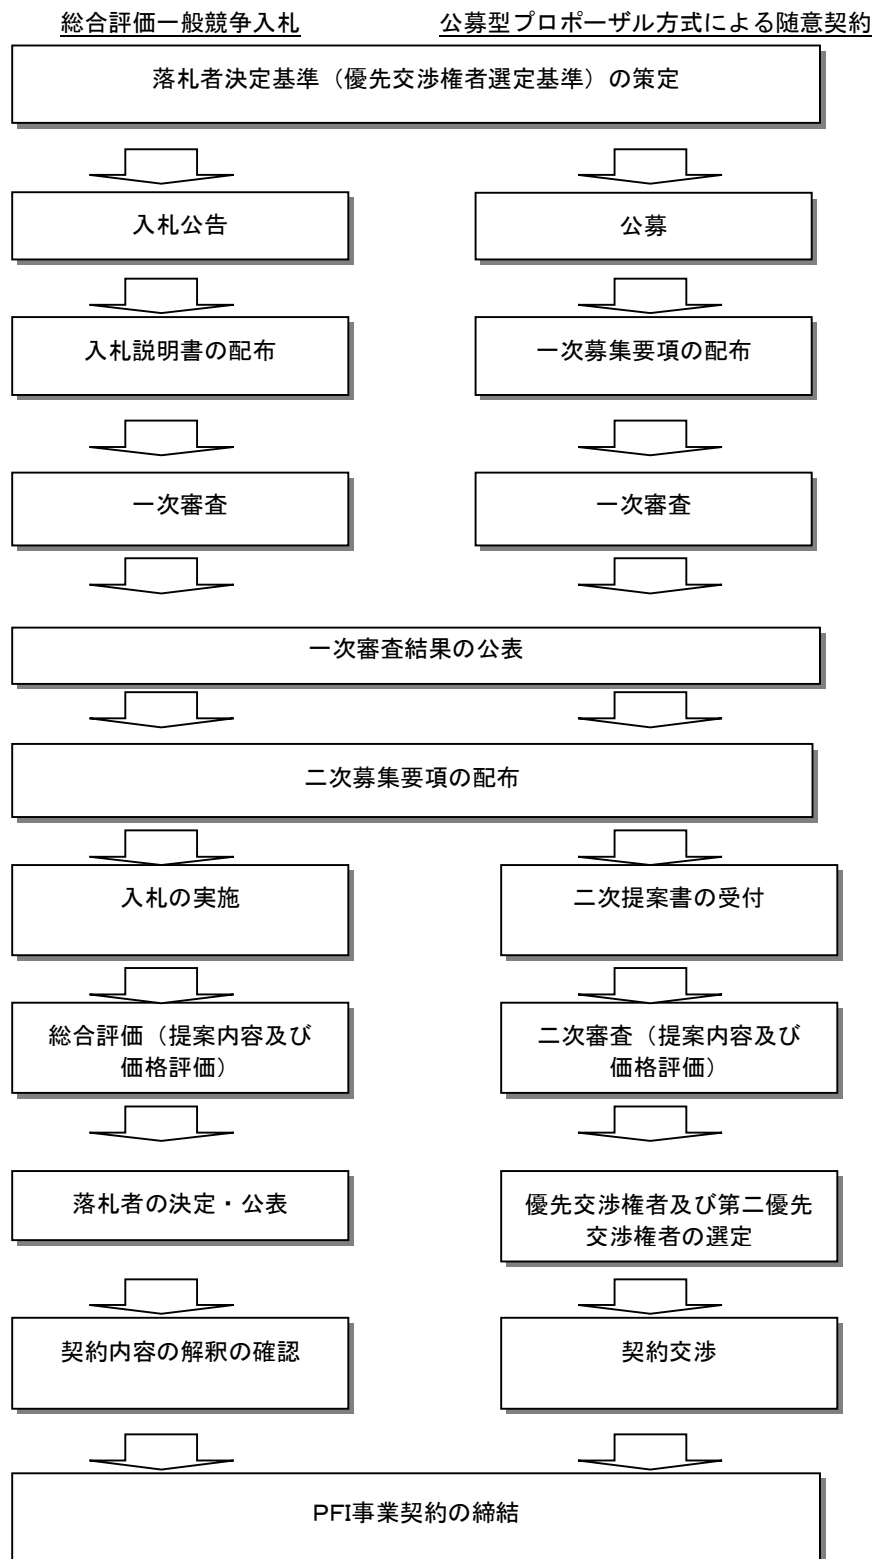 総合評価一般競争入札
公募型プロポーザル方式による随意契約
落札者決定基準（優先交渉権者選定基準）の策定
入札公告
公募
入札説明書の配布
一次募集要項の配布
一次審査
一次審査
一次審査結果の公表
二次募集要項の配布
入札の実施
二次提案書の受付
総合評価（提案内容及び
価格評価）
二次審査（提案内容及び
価格評価）
落札者の決定・公表
優先交渉権者及び第二優先
交渉権者の選定
契約内容の解釈の確認
契約交渉
PFI事業契約の締結